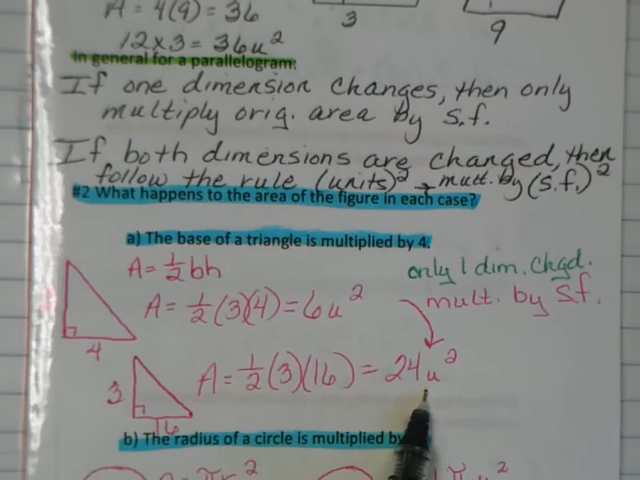 A = 4(9) = 36
3
12x3 = 36u²
9
In general for a parallelogram:
If one dimension changes, then only
multiply orig. area by s.f.
If both dimensions are changed, then
follow the rule (units)² → mult. by (s.f.)²
#2 What happens to the area of the figure in each case?
a) The base of a triangle is multiplied by 4.
A = 1/2 bh
only 1 dim. chgd.
A = 1/2 (3)(4) = 6u²
mult. by Sf.
4
3
A = 1/2 (3)(16) = 24u²
16
b) The radius of a circle is multiplied by